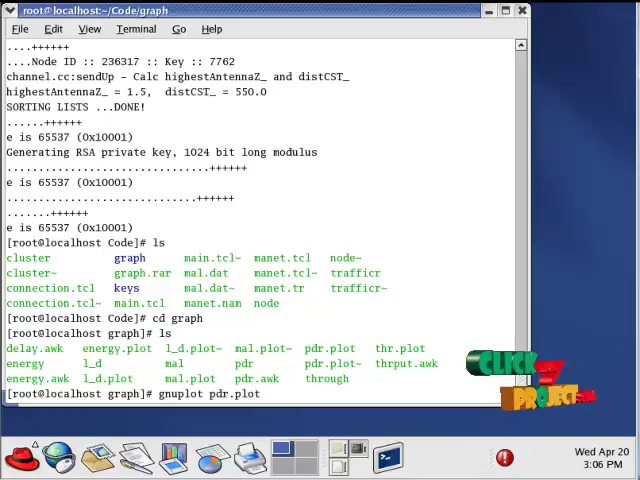 root@localhost:~/Code/graph
File Edit View Terminal Go Help
....++++++
....Node ID :: 236317 :: Key :: 7762
channel.cc:sendUp - Calc highestAntennaZ_ and distCST_
highestAntennaZ_ = 1.5,  distCST_ = 550.0
SORTING LISTS ...DONE!
......++++++
e is 65537 (0x10001)
Generating RSA private key, 1024 bit long modulus
..................................++++++
e is 65537 (0x10001)
................................++++++
.......++++++
e is 65537 (0x10001)
[root@localhost Code]# ls
cluster graph main.tcl~ manet.tcl node~
cluster~ graph.rar mal.dat manet.tcl~ trafficr
connection.tcl keys mal.dat~ manet.tr trafficr~
connection.tcl~ main.tcl manet.nam node
[root@localhost Code]# cd graph
[root@localhost graph]# ls
delay.awk energy.plot l_d.plot~ mal.plot~ pdr.plot thr.plot
energy l_d mal pdr pdr.plot~ thrput.awk
energy.awk l_d.plot mal.plot pdr.awk through
[root@localhost graph]# gnuplot pdr.plot
CLICK
MY
PROJECT
Wed Apr 20
3:06 PM